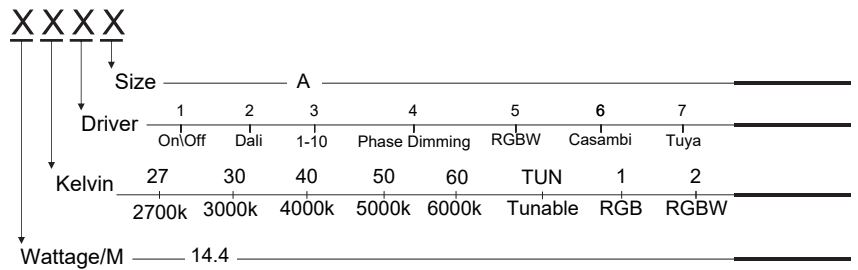 X X X X
Size A
1 2 3 4 5 6 7
Driver
On\Off Dali 1-10 Phase Dimming RGBW Casambi Tuya
27 30 40 50 60 TUN 1 2
Kelvin
2700k 3000k 4000k 5000k 6000k Tunable RGB RGBW
Wattage/M 14.4